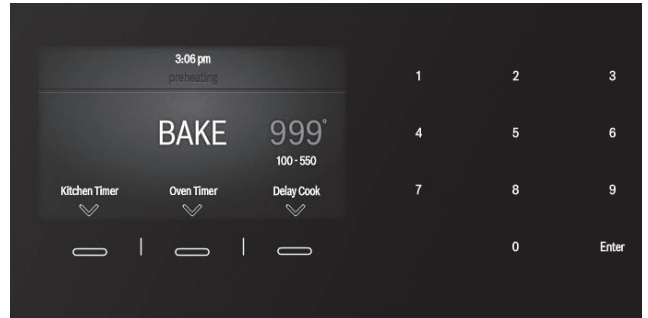 3:06 pm
preheating
BAKE 999°
100 - 550
Kitchen Timer Oven Timer Delay Cook
1 2 3
4 5 6
7 8 9
0 Enter